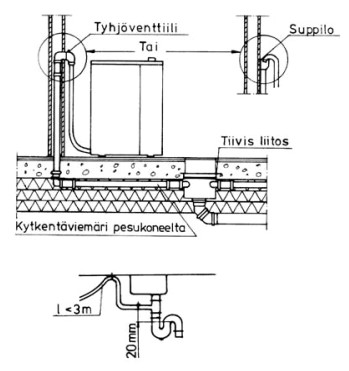 Tyhjöventtiili
Suppilo
Tai
Tiivis liitos
Kytkentäviemäri pesukoneelta
l < 3m
20mm